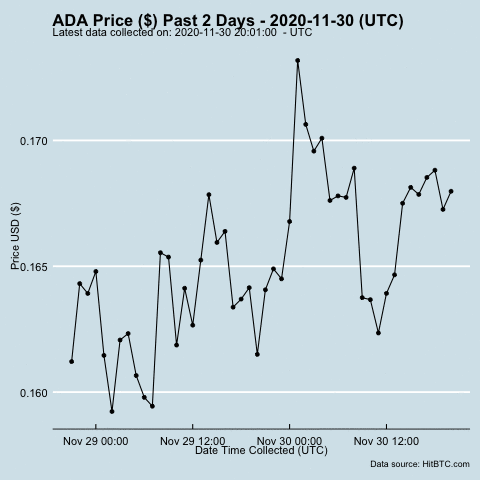 ADA Price ($) Past 2 Days - 2020-11-30 (UTC)
Latest data collected on: 2020-11-30 20:01:00 - UTC
Price USD ($)
0.170
0.165
0.160
Nov 29 00:00 Nov 29 12:00 Nov 30 00:00 Nov 30 12:00
Date Time Collected (UTC)
Data source: HitBTC.com